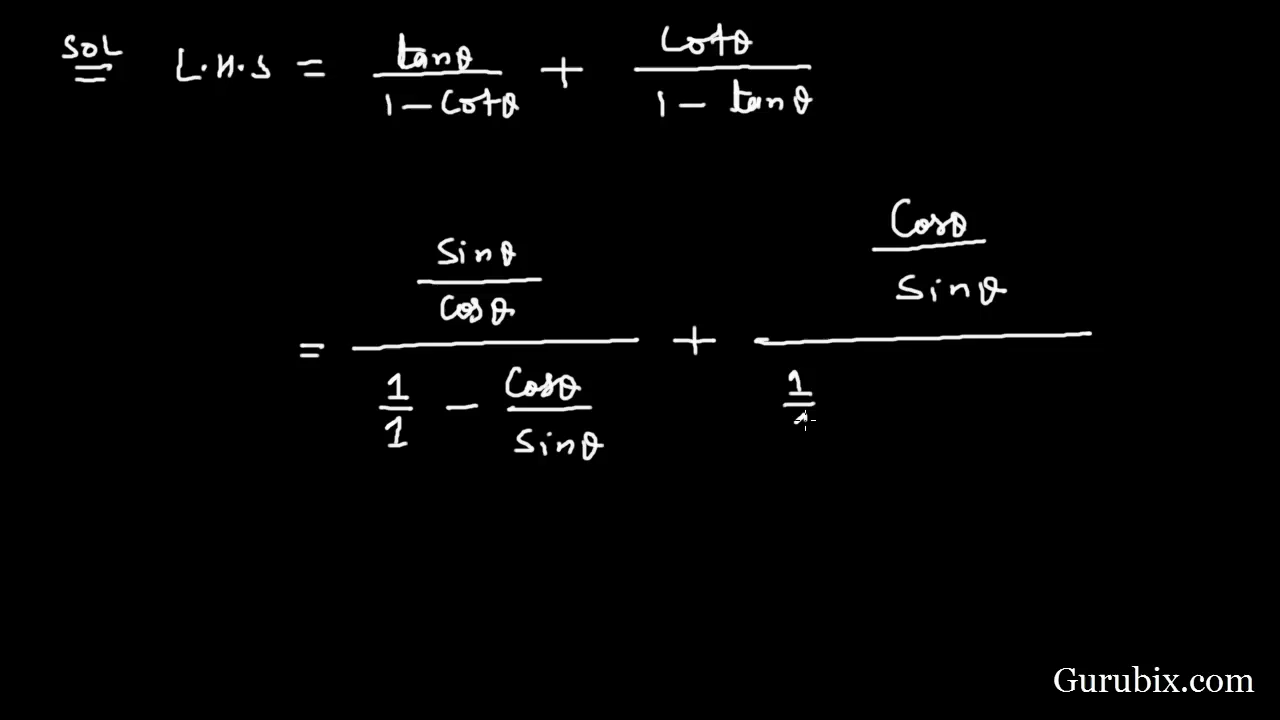 SOL L.H.S = tanθ / 1 - Cotθ + Cotθ / 1 - tanθ
= Sinθ / Cosθ / 1 / 1 - Cosθ / Sinθ + Cosθ / Sinθ / 1 /
Gurubix.com